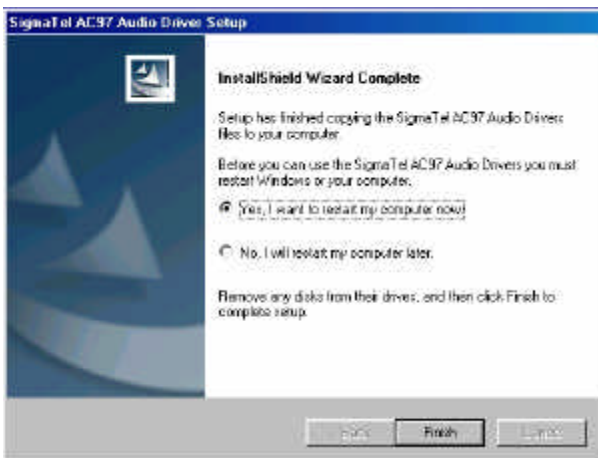 SigmaTel AC97 Audio Driver Setup
InstallShield Wizard Complete
Setup has finished copying the SigmaTel AC97 Audio Drivers
files to your computer.
Before you can use the SigmaTel AC97 Audio Drivers you must
restart Windows or your computer.
Yes, I want to restart my computer now!
No, I will restart my computer later.
Remove any disks from their drives, and then click Finish to
complete setup.
Back Finish Cancel